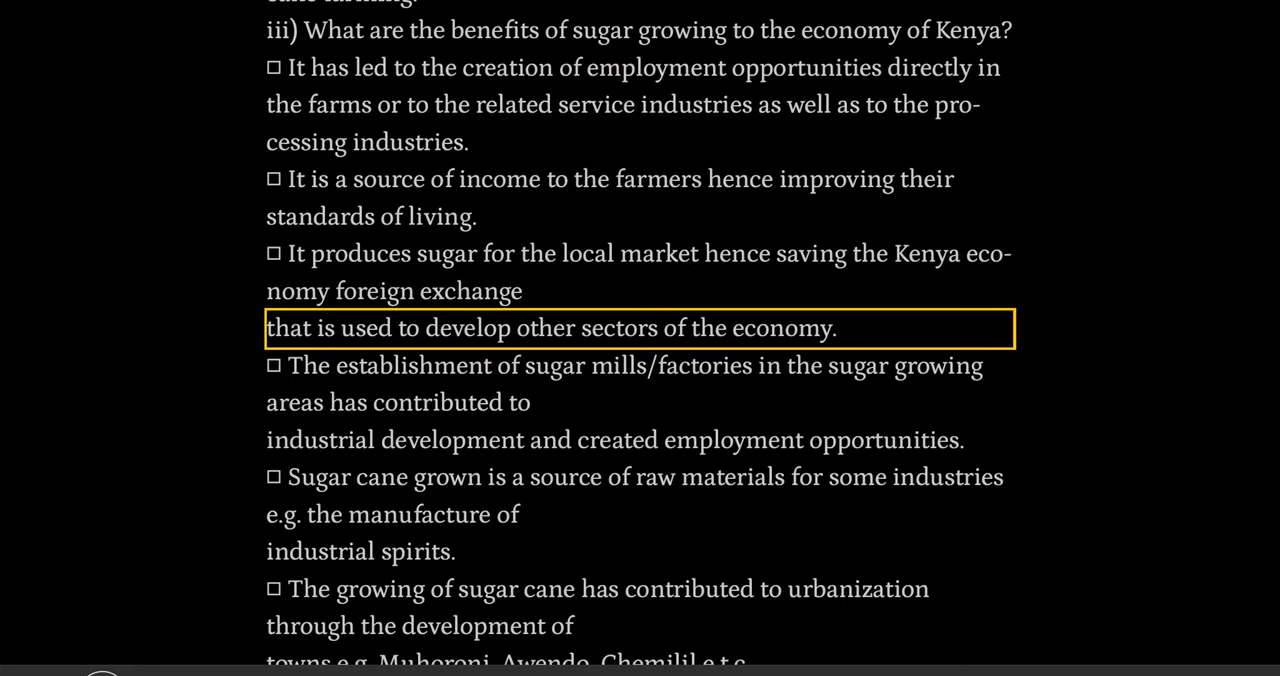 cane farming.
iii) What are the benefits of sugar growing to the economy of Kenya?
□ It has led to the creation of employment opportunities directly in
the farms or to the related service industries as well as to the pro-
cessing industries.
□ It is a source of income to the farmers hence improving their
standards of living.
□ It produces sugar for the local market hence saving the Kenya eco-
nomy foreign exchange
that is used to develop other sectors of the economy.
□ The establishment of sugar mills/factories in the sugar growing
areas has contributed to
industrial development and created employment opportunities.
□ Sugar cane grown is a source of raw materials for some industries
e.g. the manufacture of
industrial spirits.
□ The growing of sugar cane has contributed to urbanization
through the development of
towns e.g. Muhoroni, Awendo, Chemilil e.t.c